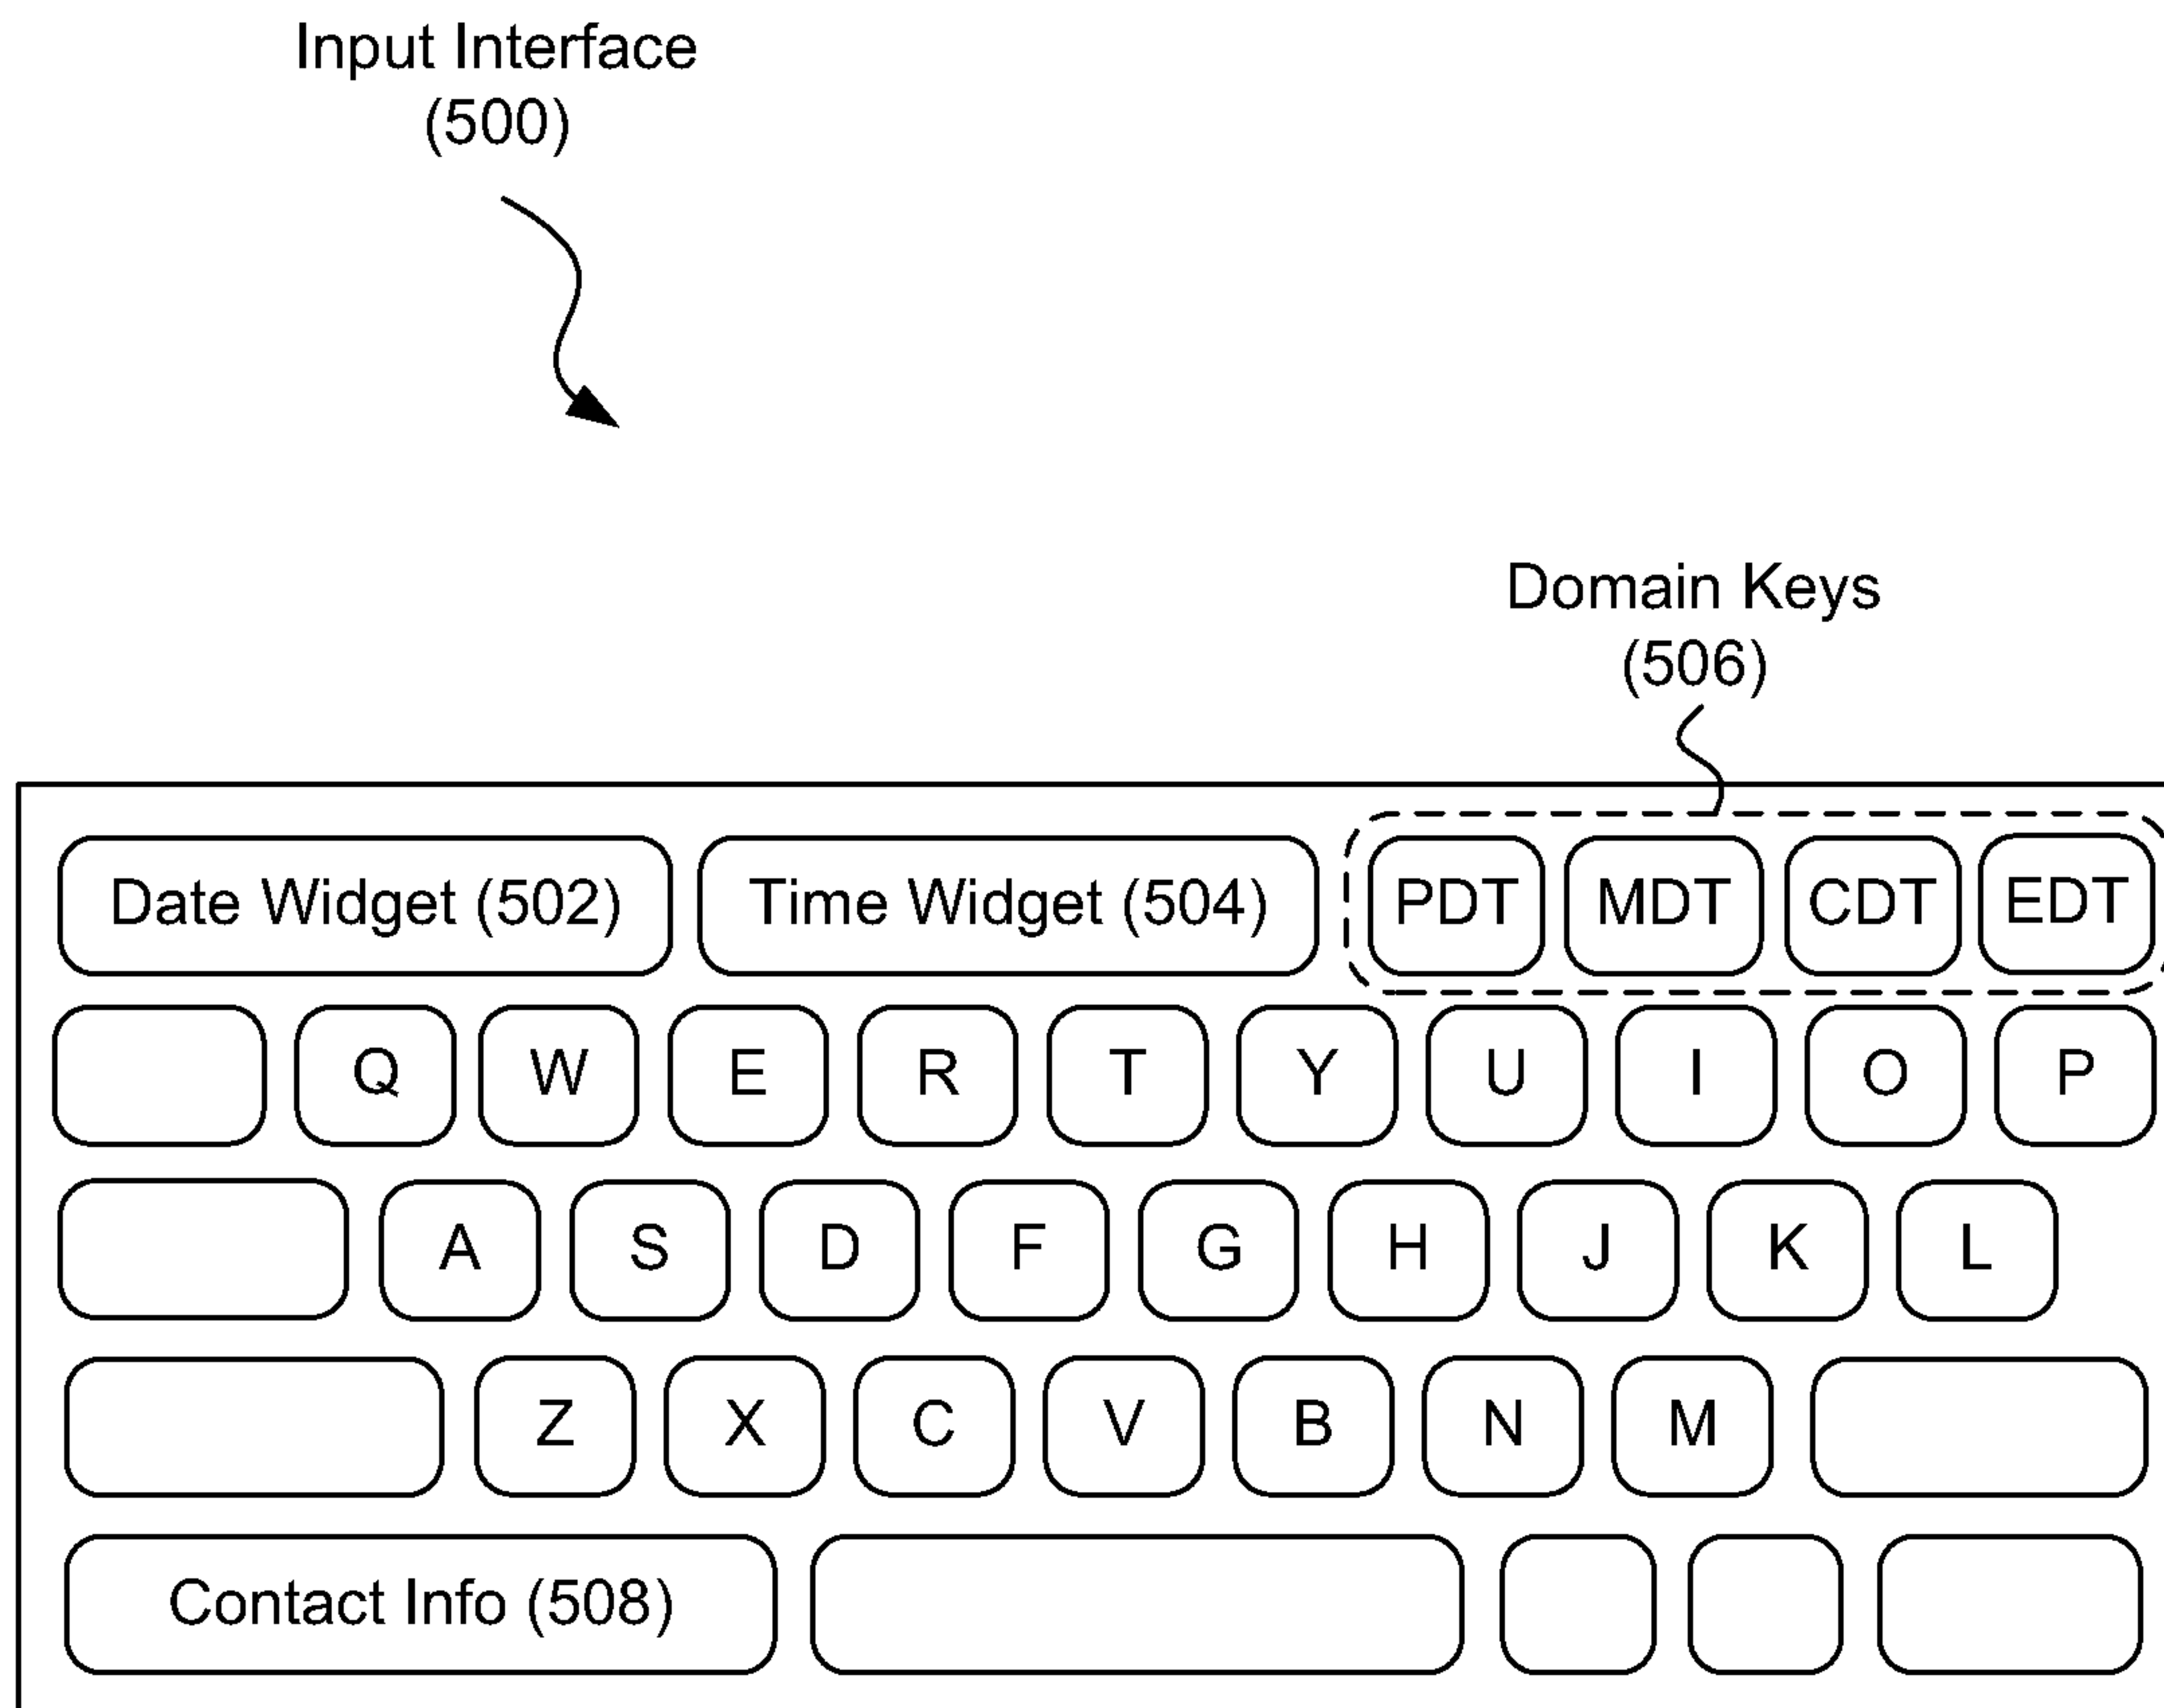 Input Interface
(500)
Domain Keys
(506)
Date Widget (502) Time Widget (504) PDT MDT CDT EDT
Q W E R T Y U I O P
A S D F G H J K L
Z X C V B N M
Contact Info (508)